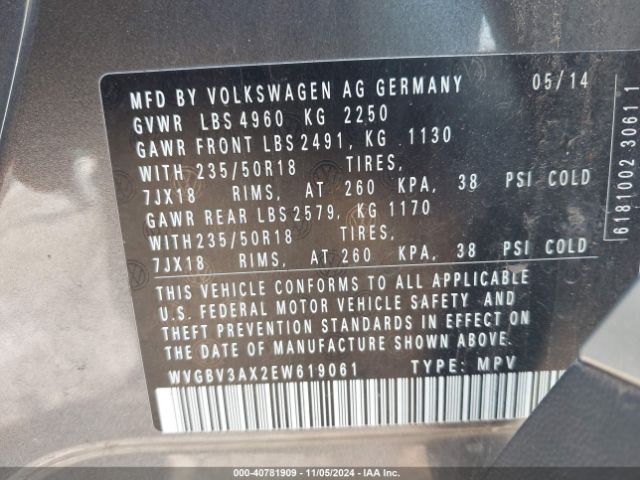 MFD BY VOLKSWAGEN AG GERMANY 05/14
GVWR LBS 4960 KG 2250
GAWR FRONT LBS 2491, KG 1130
WITH 235/50R18 TIRES,
7JX18 RIMS, AT 260 KPA, 38 PSI COLD
GAWR REAR LBS 2579, KG 1170
WITH 235/50R18 TIRES,
7JX18 RIMS, AT 260 KPA, 38 PSI COLD
THIS VEHICLE CONFORMS TO ALL APPLICABLE
U.S. FEDERAL MOTOR VEHICLE SAFETY AND
THEFT PREVENTION STANDARDS IN EFFECT ON
THE DATE OF MANUFACTURE SHOWN ABOVE.
WVGBV3AX2EW619061 TYPE: MPV
6181002 3061 1
000-40781909 - 11/05/2024 - IAA Inc.